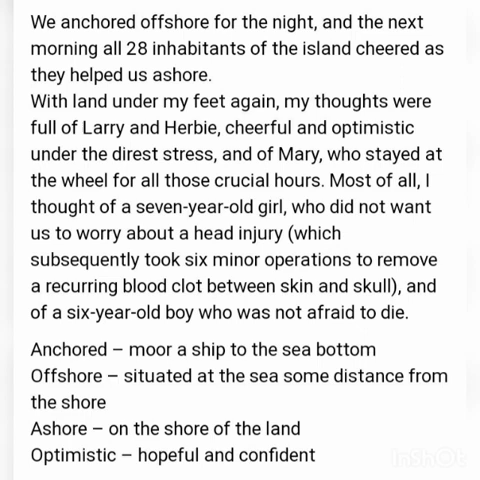 We anchored offshore for the night, and the next
morning all 28 inhabitants of the island cheered as
they helped us ashore.
With land under my feet again, my thoughts were
full of Larry and Herbie, cheerful and optimistic
under the direst stress, and of Mary, who stayed at
the wheel for all those crucial hours. Most of all, I
thought of a seven-year-old girl, who did not want
us to worry about a head injury (which
subsequently took six minor operations to remove
a recurring blood clot between skin and skull), and
of a six-year-old boy who was not afraid to die.
Anchored – moor a ship to the sea bottom
Offshore – situated at the sea some distance from
the shore
Ashore – on the shore of the land
Optimistic – hopeful and confident
InShOt